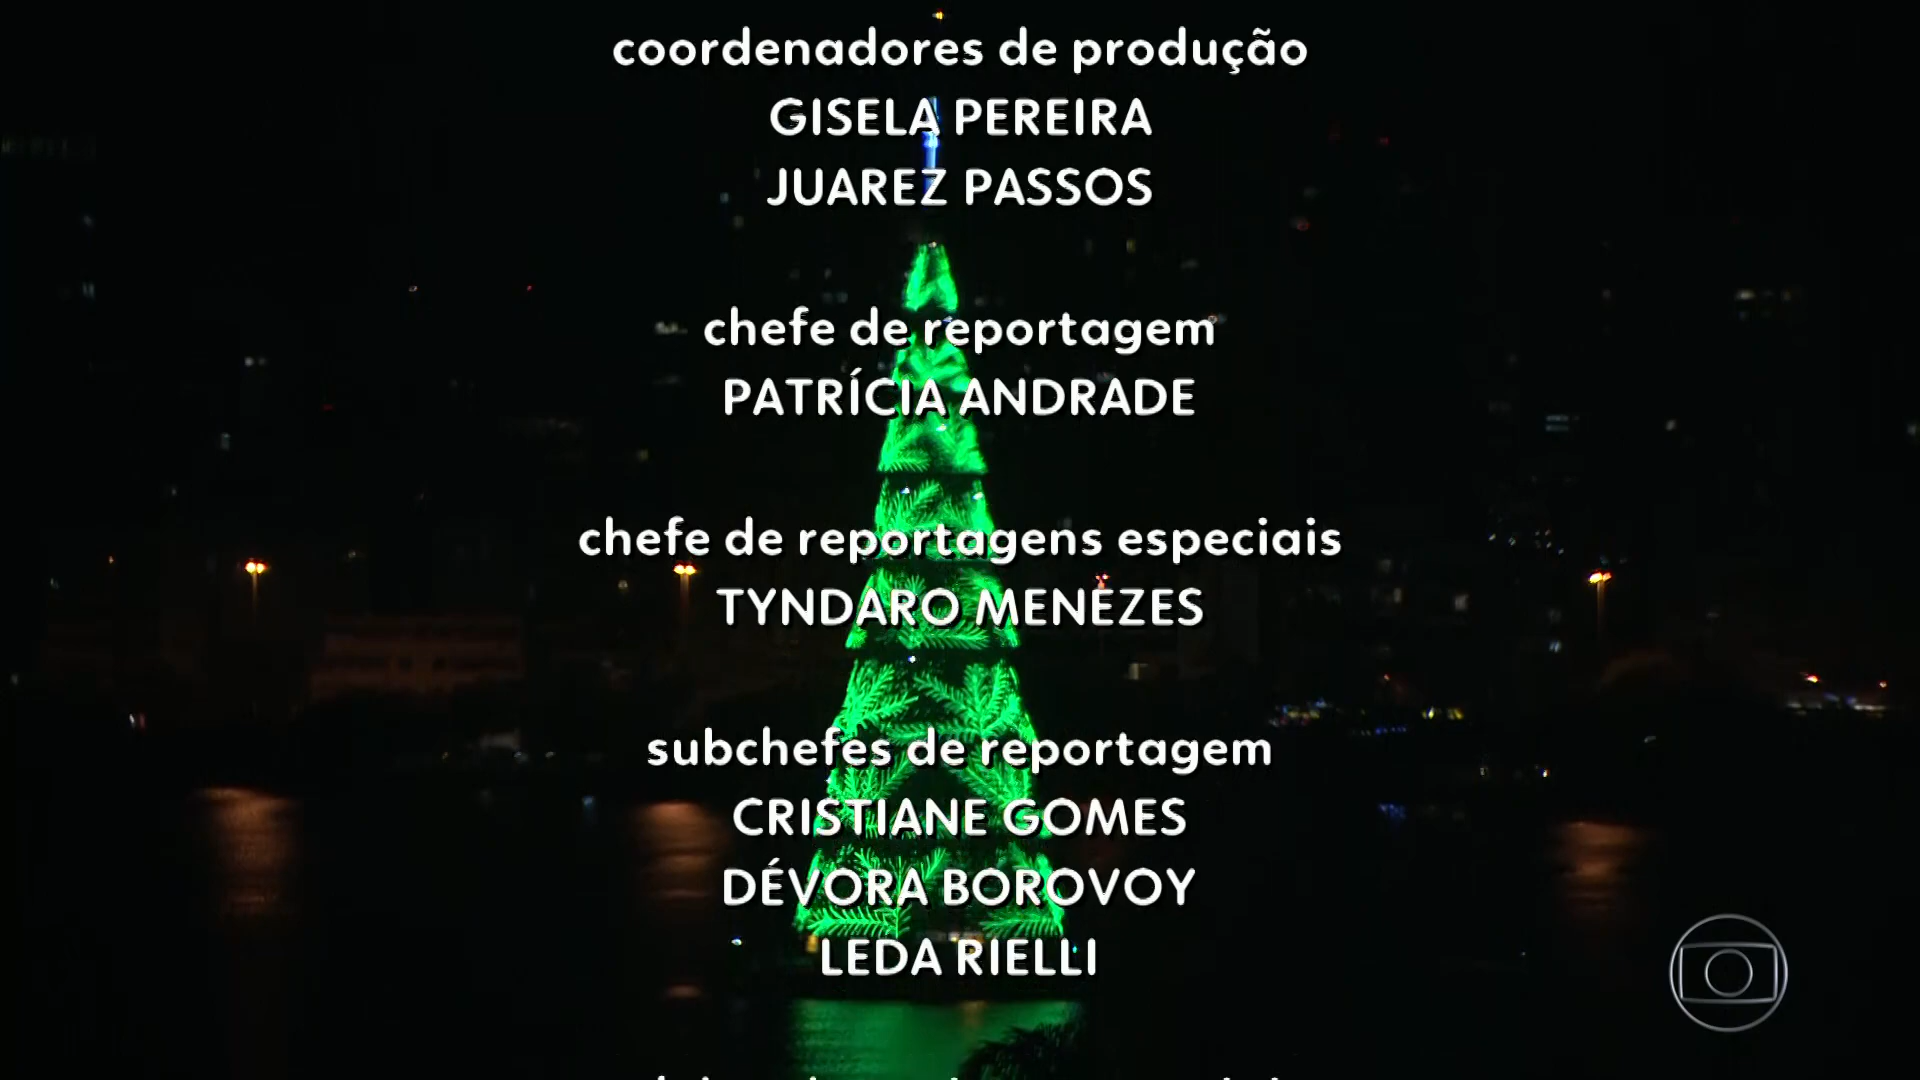 coordenadores de produção
GISELA PEREIRA
JUAREZ PASSOS
chefe de reportagem
PATRÍCIA ANDRADE
chefe de reportagens especiais
TYNDARO MENEZES
subchefes de reportagem
CRISTIANE GOMES
DÉVORA BOROVOY
LEDA RIELLI